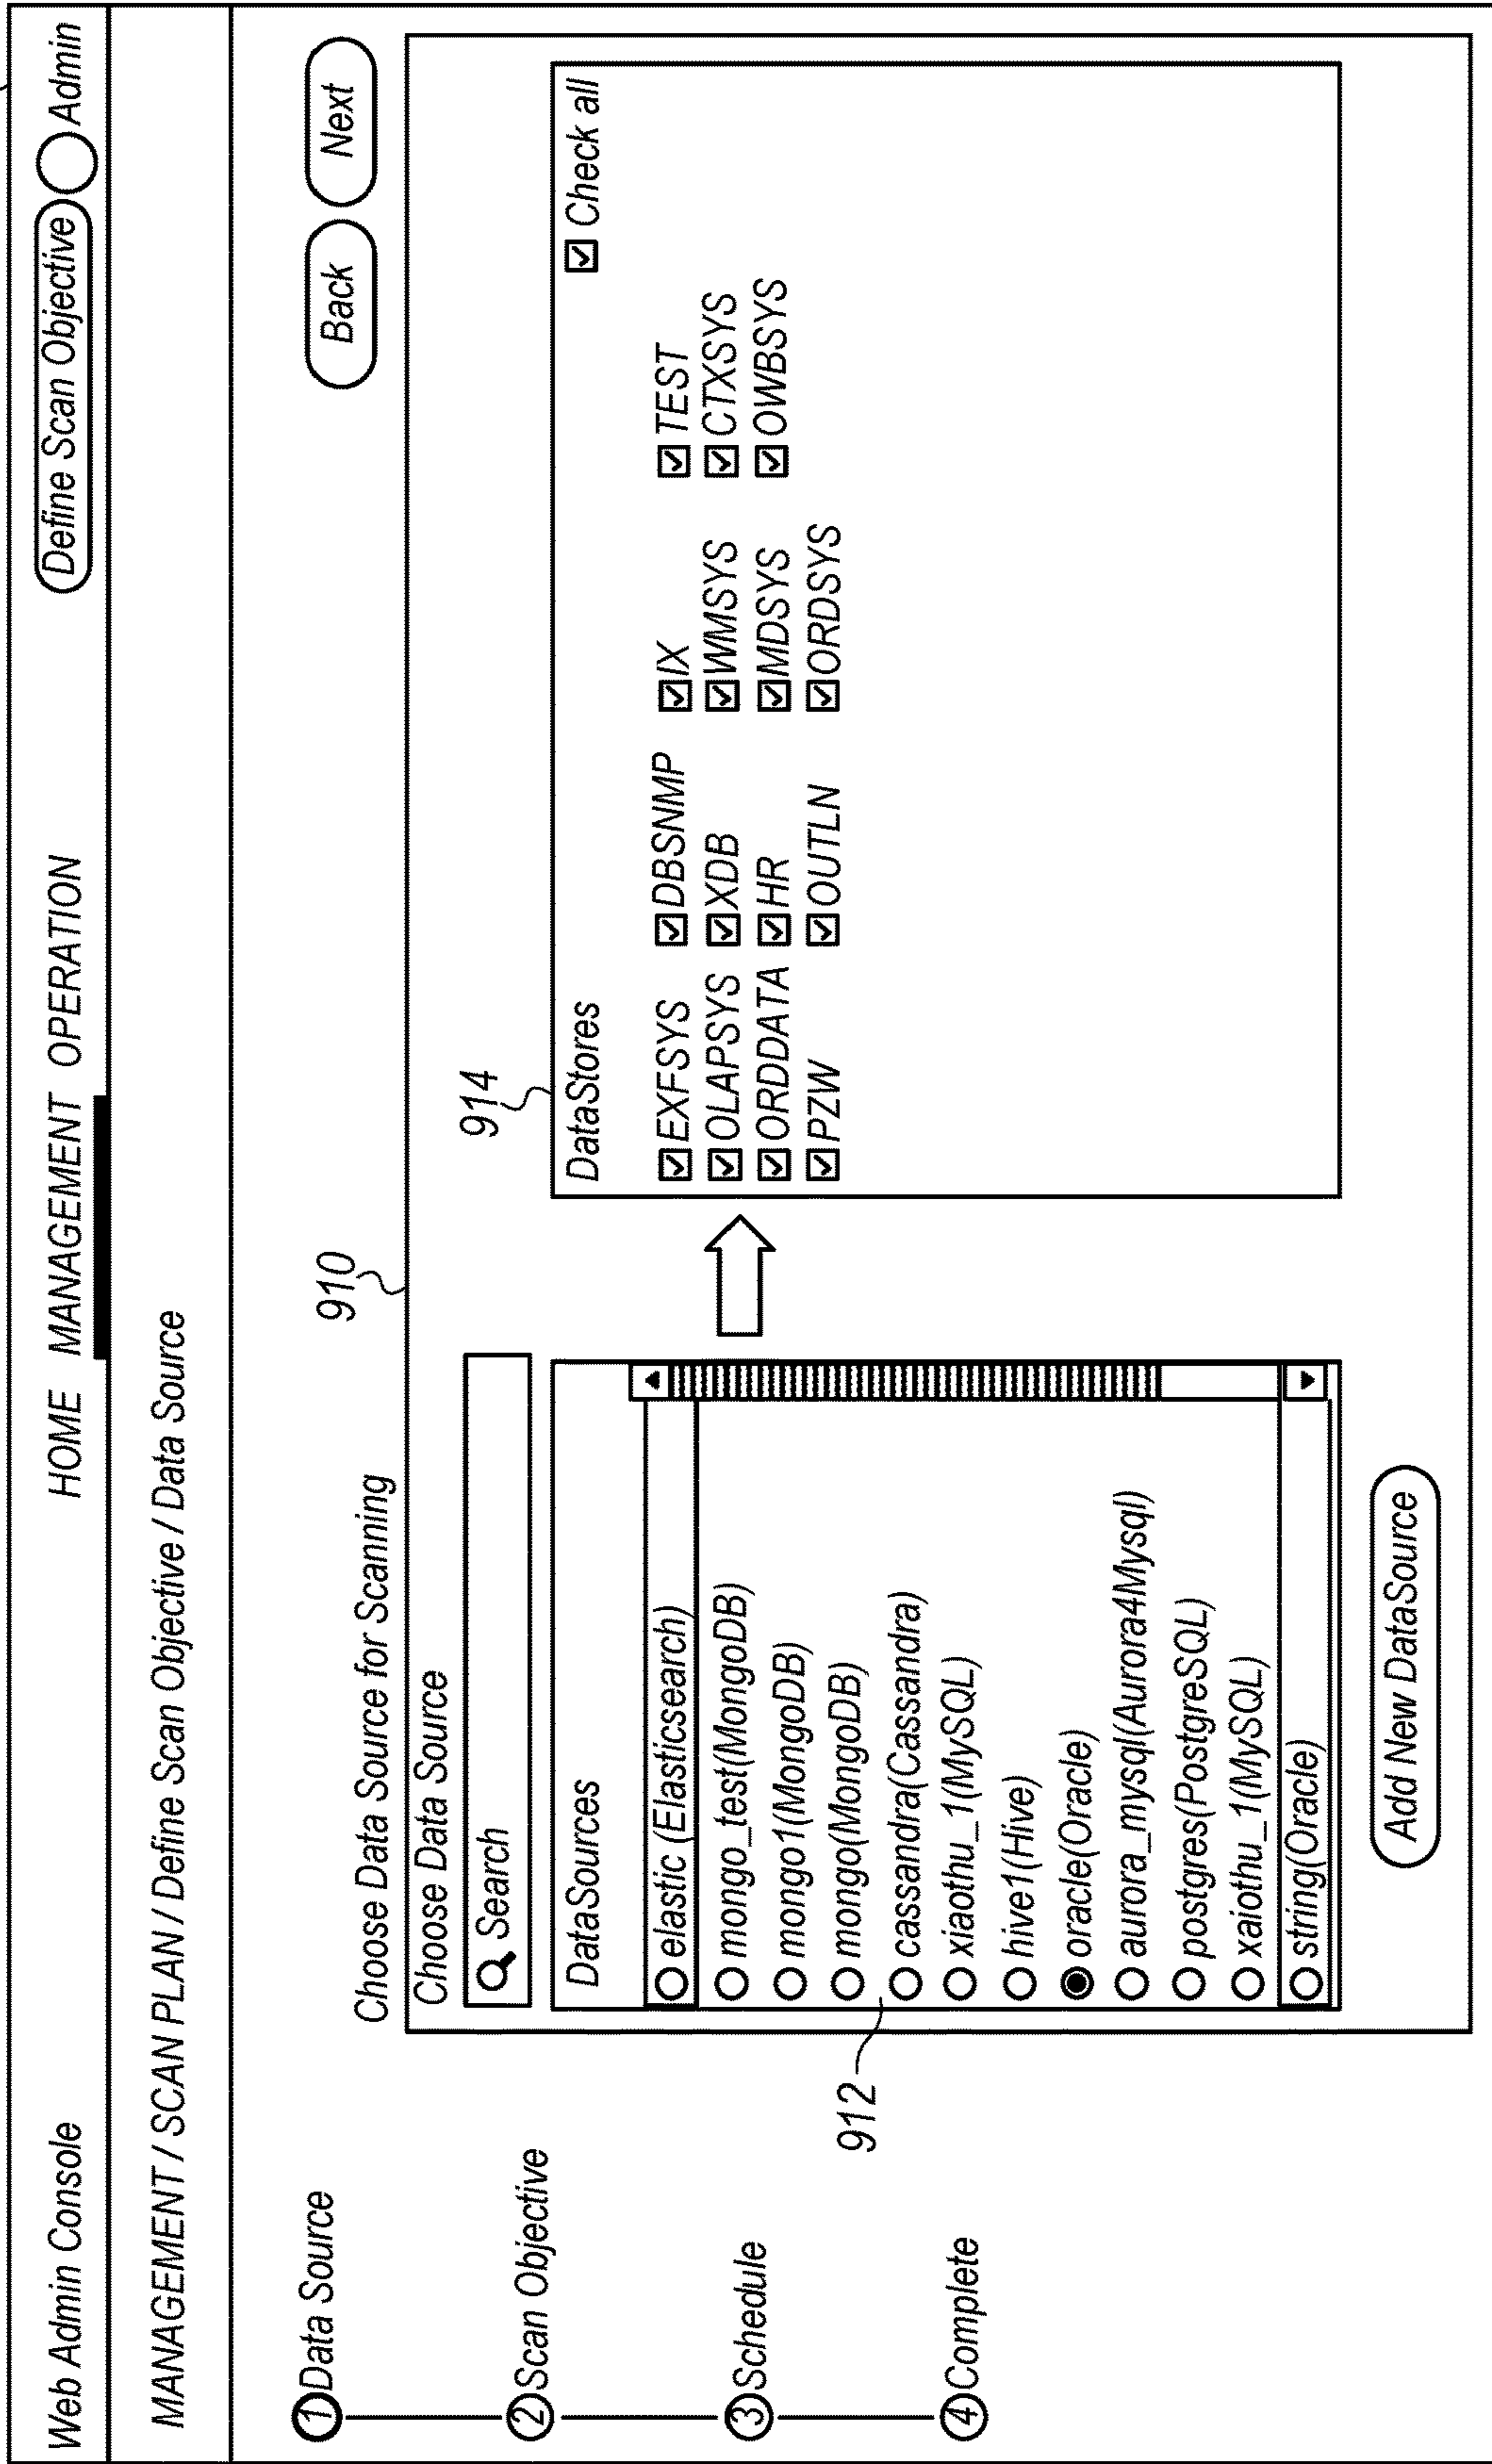 Web Admin Console HOME MANAGEMENT OPERATION Define Scan Objective Admin
MANAGEMENT / SCAN PLAN / Define Scan Objective / Data Source
Back Next
1 Data Source
2 Scan Objective
3 Schedule
4 Complete
Choose Data Source for Scanning
910
Choose Data Source
Search
914
DataSources
elastic (Elasticsearch)
mongo_test(MongoDB)
mongo1(MongoDB)
mongo(MongoDB)
912
cassandra(Cassandra)
xiaothu_1(MySQL)
hive1(Hive)
oracle(Oracle)
aurora_mysql(Aurora4Mysql)
postgres(PostgreSQL)
xaiothu_1(MySQL)
string(Oracle)
Add New DataSource
DataStores Check all
EXFSYS DBSNMP IX TEST
OLAPSYS XDB WMSYS CTXSYS
ORDDATA HR MDSYS OWBSYS
PZW OUTLN ORDSYS